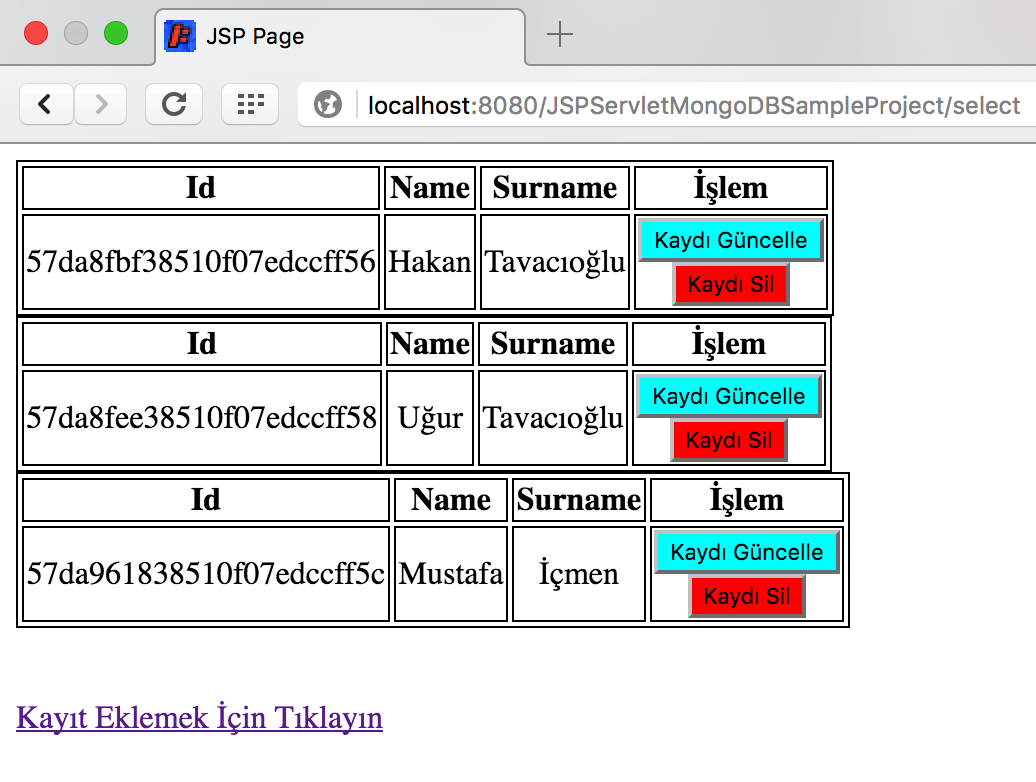 JSP Page
localhost:8080/JSPServletMongoDBSampleProject/select
Id Name Surname İşlem
57da8fbf38510f07edccff56 Hakan Tavacıoğlu Kaydı Güncelle
Kaydı Sil
Id Name Surname İşlem
57da8fee38510f07edccff58 Uğur Tavacıoğlu Kaydı Güncelle
Kaydı Sil
Id Name Surname İşlem
57da961838510f07edccff5c Mustafa İçmen Kaydı Güncelle
Kaydı Sil
Kayıt Eklemek İçin Tıklayın